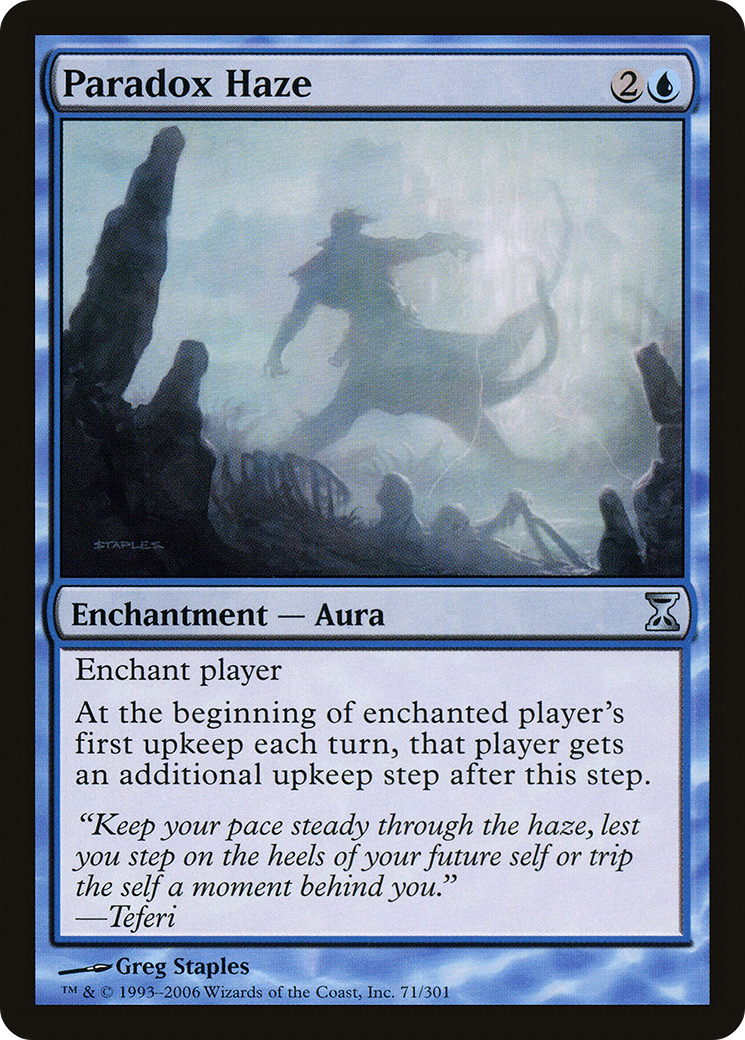 Paradox Haze 2
STAPLES
Enchantment — Aura
Enchant player
At the beginning of enchanted player's
first upkeep each turn, that player gets
an additional upkeep step after this step.
"Keep your pace steady through the haze, lest
you step on the heels of your future self or trip
the self a moment behind you."
—Teferi
Greg Staples
™ & © 1993–2006 Wizards of the Coast, Inc. 71/301